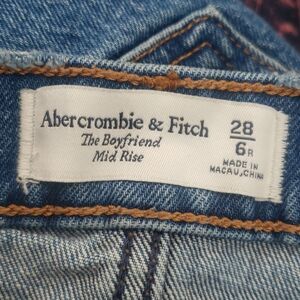 Abercrombie & Fitch
The Boyfriend
Mid Rise
28
6R
MADE IN
MACAU, CHINA